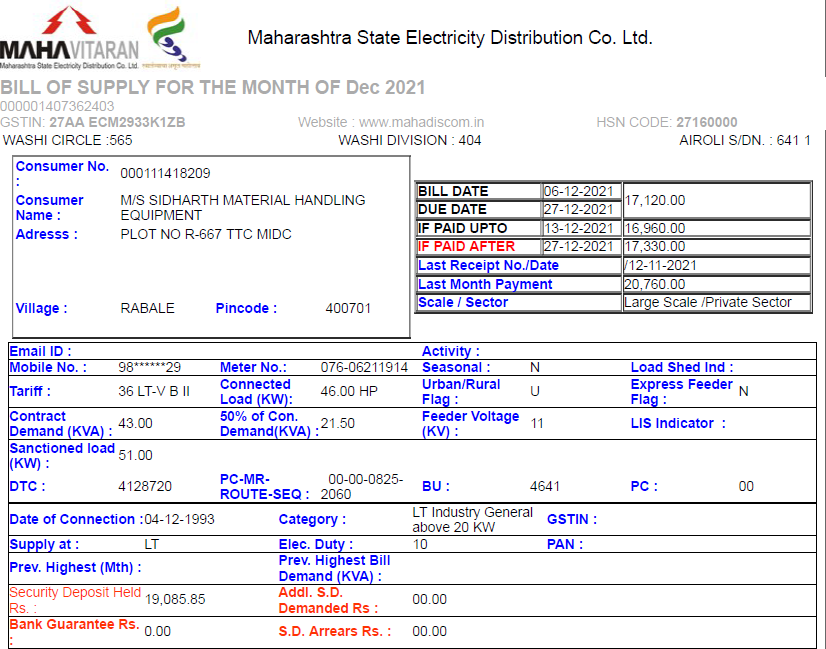 MAHAVITARAN
Maharashtra State Electricity Distribution Co. Ltd.
Maharashtra State Electricity Distribution Co. Ltd.
BILL OF SUPPLY FOR THE MONTH OF Dec 2021
000001407362403
GSTIN: 27AA ECM2933K1ZB Website : www.mahadiscom.in HSN CODE: 27160000
WASHI CIRCLE :565 WASHI DIVISION : 404 AIROLI S/DN. : 641 1
Consumer No. : 000111418209
Consumer Name : M/S SIDHARTH MATERIAL HANDLING EQUIPMENT
Adresss : PLOT NO R-667 TTC MIDC
Village : RABALE Pincode : 400701
BILL DATE 06-12-2021 17,120.00
DUE DATE 27-12-2021
IF PAID UPTO 13-12-2021 16,960.00
IF PAID AFTER 27-12-2021 17,330.00
Last Receipt No./Date /12-11-2021
Last Month Payment 20,760.00
Scale / Sector Large Scale /Private Sector
Email ID : Activity :
Mobile No. : 98******29 Meter No.: 076-06211914 Seasonal : N Load Shed Ind :
Tariff : 36 LT-V B II Connected Load (KW): 46.00 HP Urban/Rural Flag : U Express Feeder Flag : N
Contract Demand (KVA) : 43.00 50% of Con. Demand(KVA) : 21.50 Feeder Voltage (KV) : 11 LIS Indicator :
Sanctioned load (KW) : 51.00
DTC : 4128720 PC-MR-ROUTE-SEQ : 00-00-0825-2060 BU : 4641 PC : 00
Date of Connection : 04-12-1993 Category : LT Industry General above 20 KW GSTIN :
Supply at : LT Elec. Duty : 10 PAN :
Prev. Highest (Mth) : Prev. Highest Bill Demand (KVA) :
Security Deposit Held Rs. : 19,085.85 Addl. S.D. Demanded Rs : 00.00
Bank Guarantee Rs. : 0.00 S.D. Arrears Rs. : 00.00